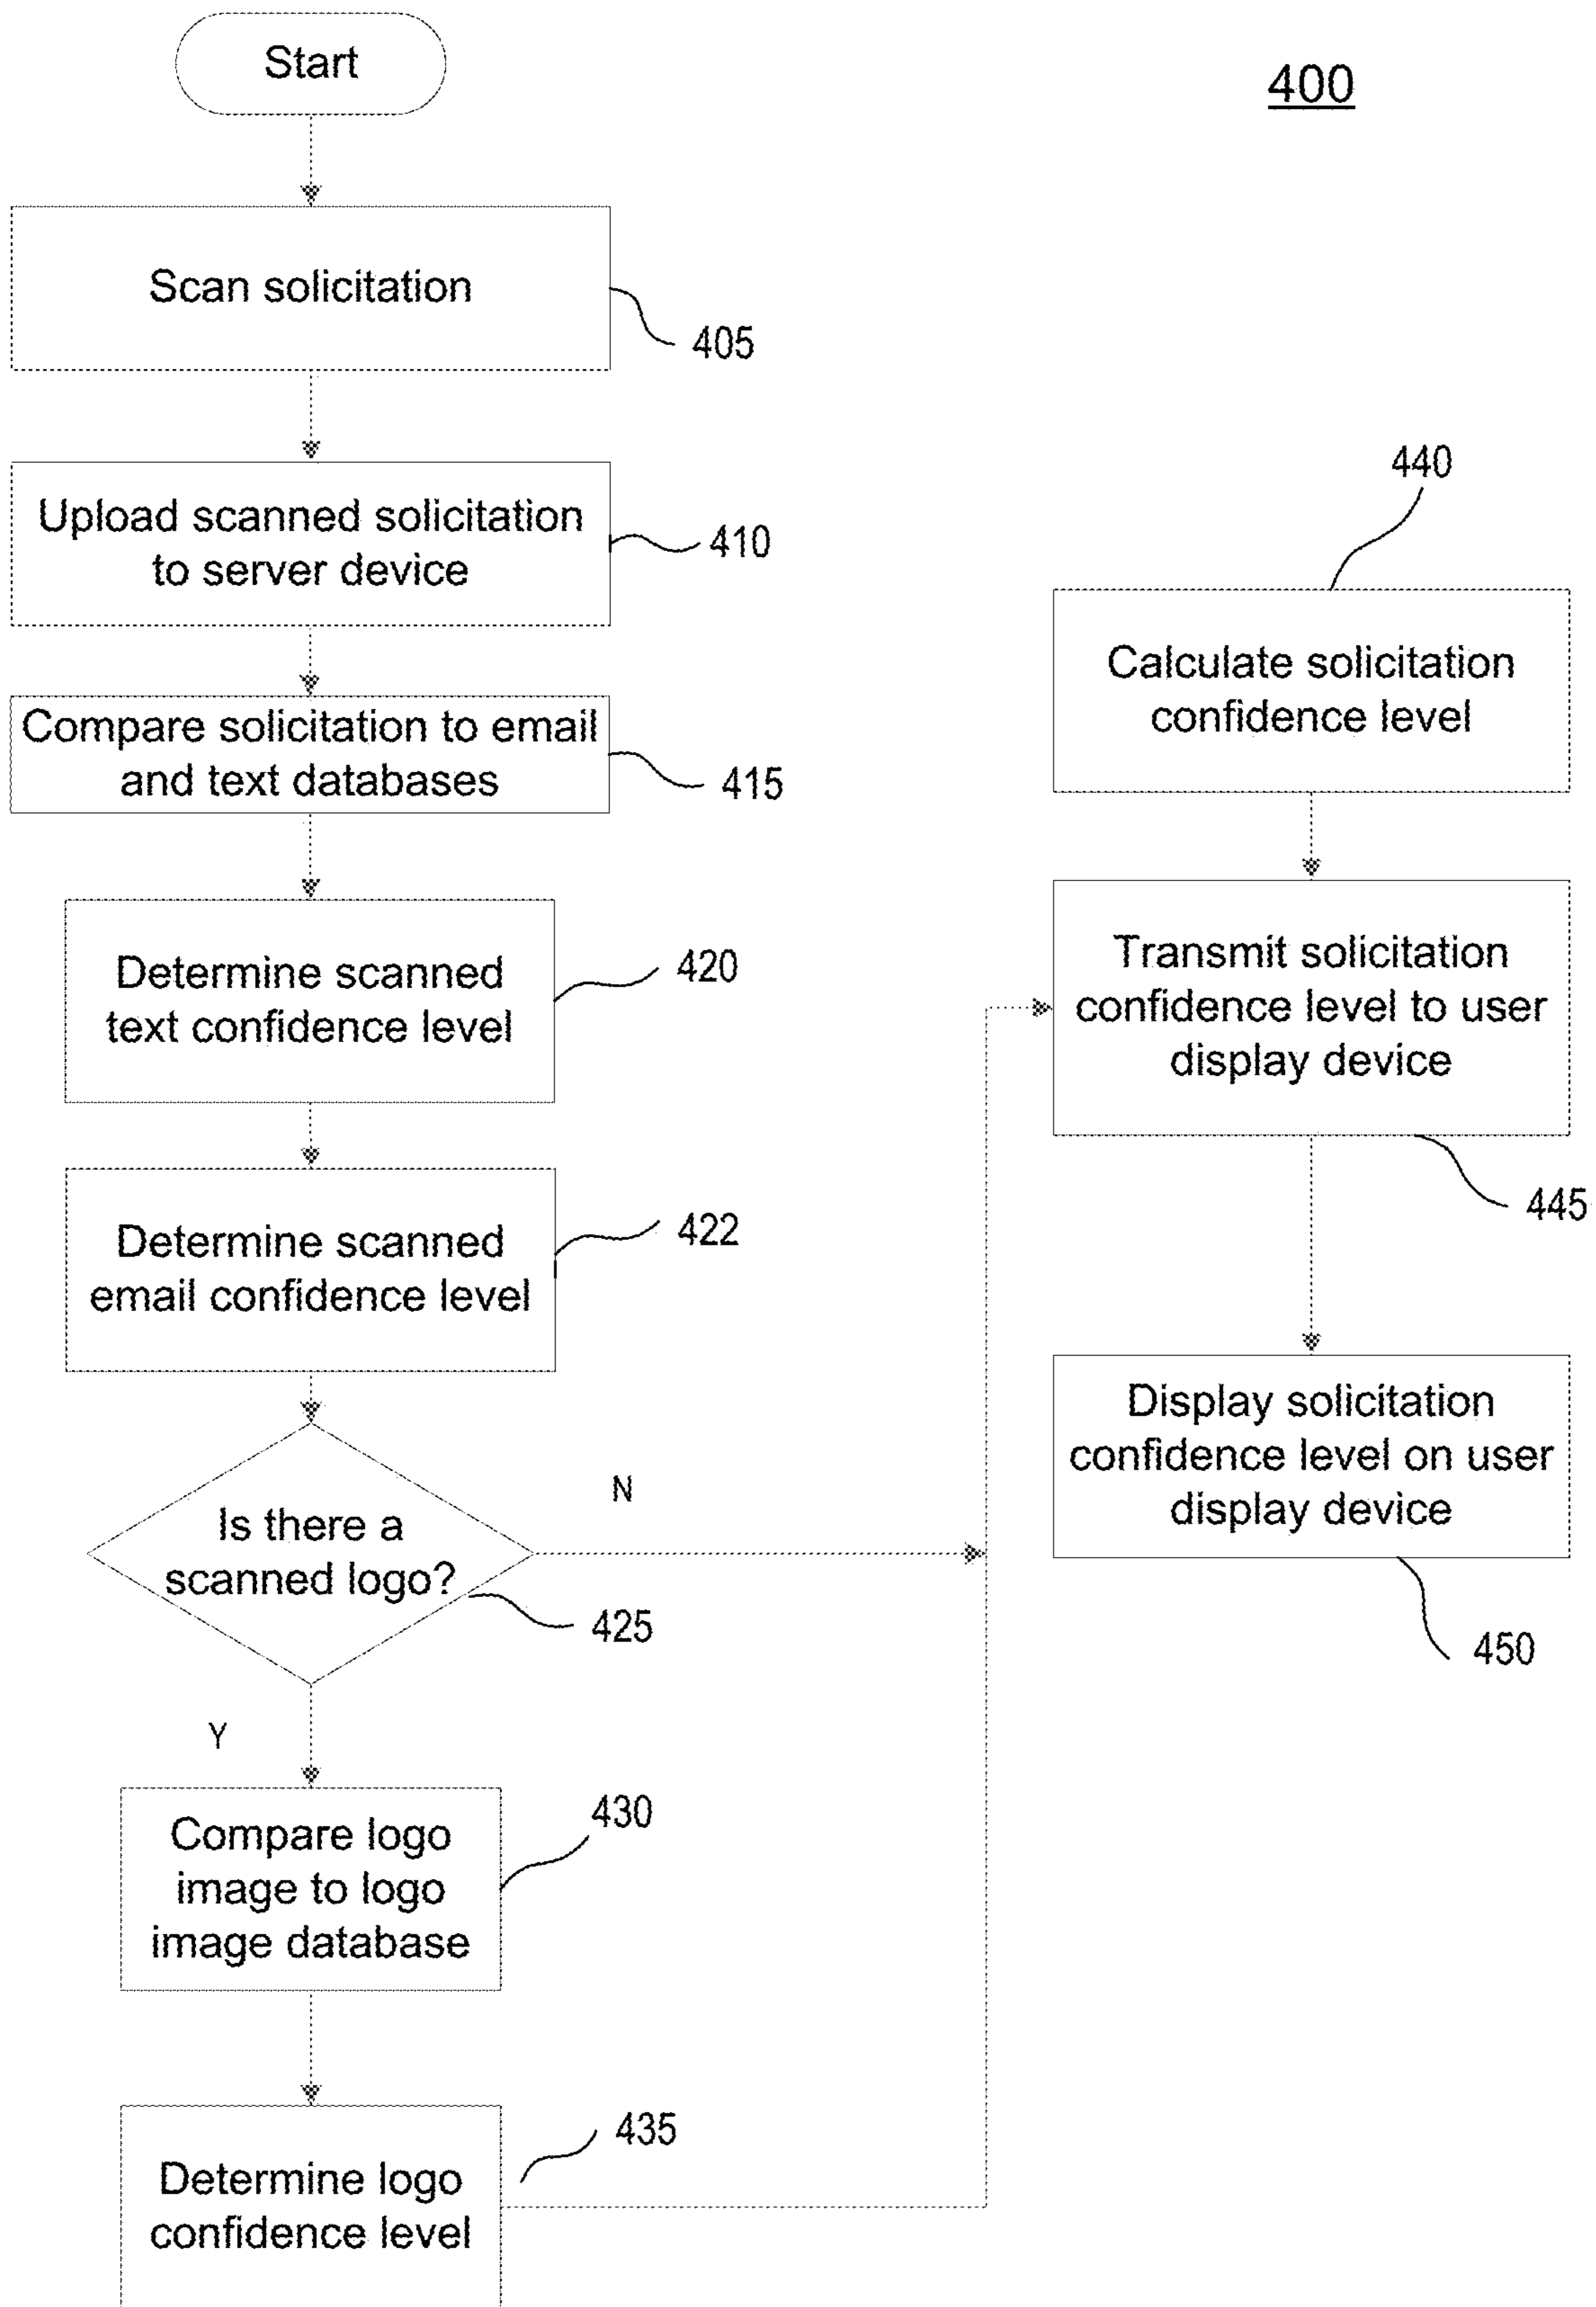 Start
400
Scan solicitation
405
Upload scanned solicitation
to server device
410
Compare solicitation to email
and text databases
415
Determine scanned
text confidence level
420
Determine scanned
email confidence level
422
Is there a
scanned logo?
425
N
Y
Compare logo
image to logo
image database
430
Determine logo
confidence level
435
440
Calculate solicitation
confidence level
Transmit solicitation
confidence level to user
display device
445
Display solicitation
confidence level on user
display device
450